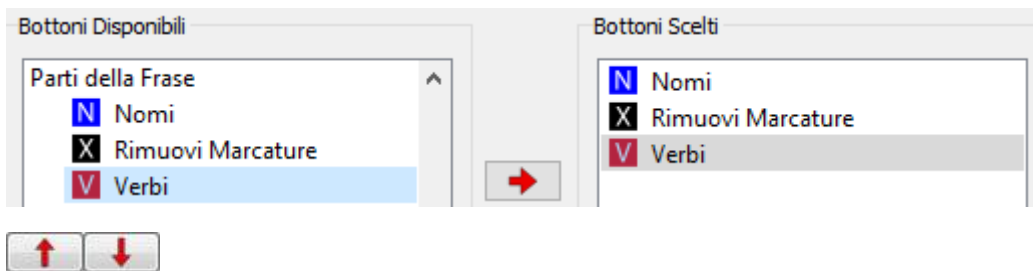 Bottoni Disponibili
Parti della Frase
N Nomi
X Rimuovi Marcature
V Verbi
Bottoni Scelti
N Nomi
X Rimuovi Marcature
V Verbi